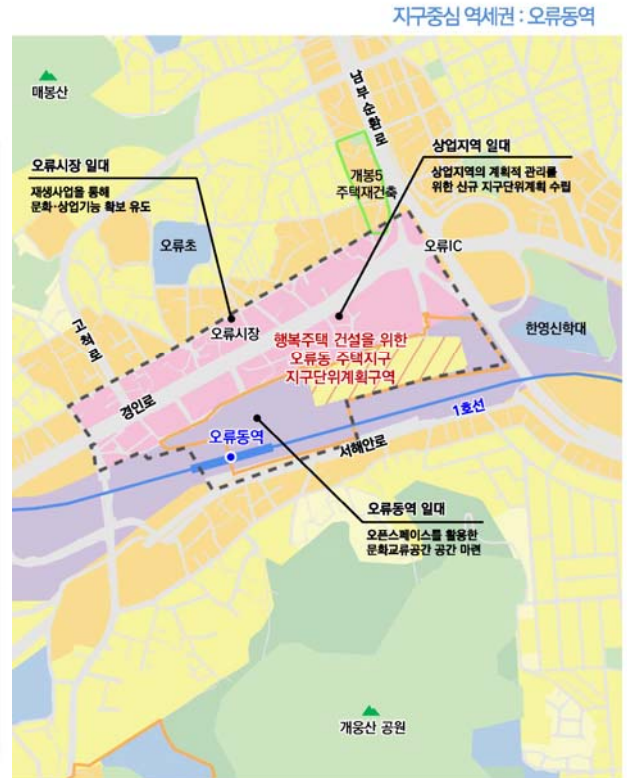 지구중심 역세권 : 오류동역
매봉산
남부순환로
오류시장 일대
재생사업을 통해
문화·상업기능 확보 유도
상업지역 일대
상업지역의 계획적 관리를
위한 신규 지구단위계획 수립
개봉5
주택재건축
오류초
오류IC
고척로
오류시장
한영신학대
행복주택 건설을 위한
오류동 주택지구
지구단위계획구역
경인로
1호선
오류동역
서해안로
오류동역 일대
오픈스페이스를 활용한
문화교류공간 공간 마련
개웅산 공원